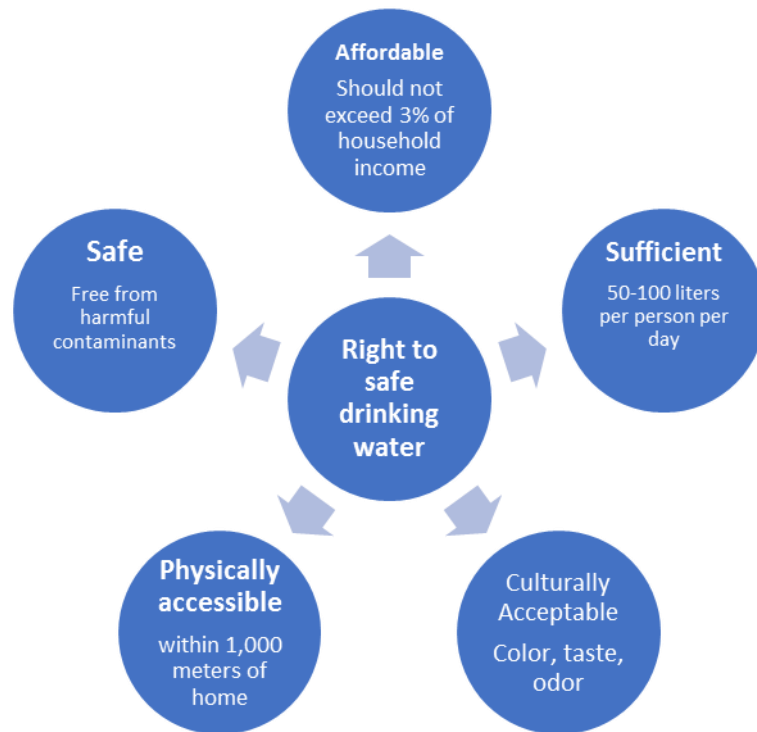 Affordable
Should not
exceed 3% of
household
income
Safe
Free from
harmful
contaminants
Sufficient
50-100 liters
per person per
day
Right to
safe
drinking
water
Physically
accessible
within 1,000
meters of
home
Culturally
Acceptable
Color, taste,
odor